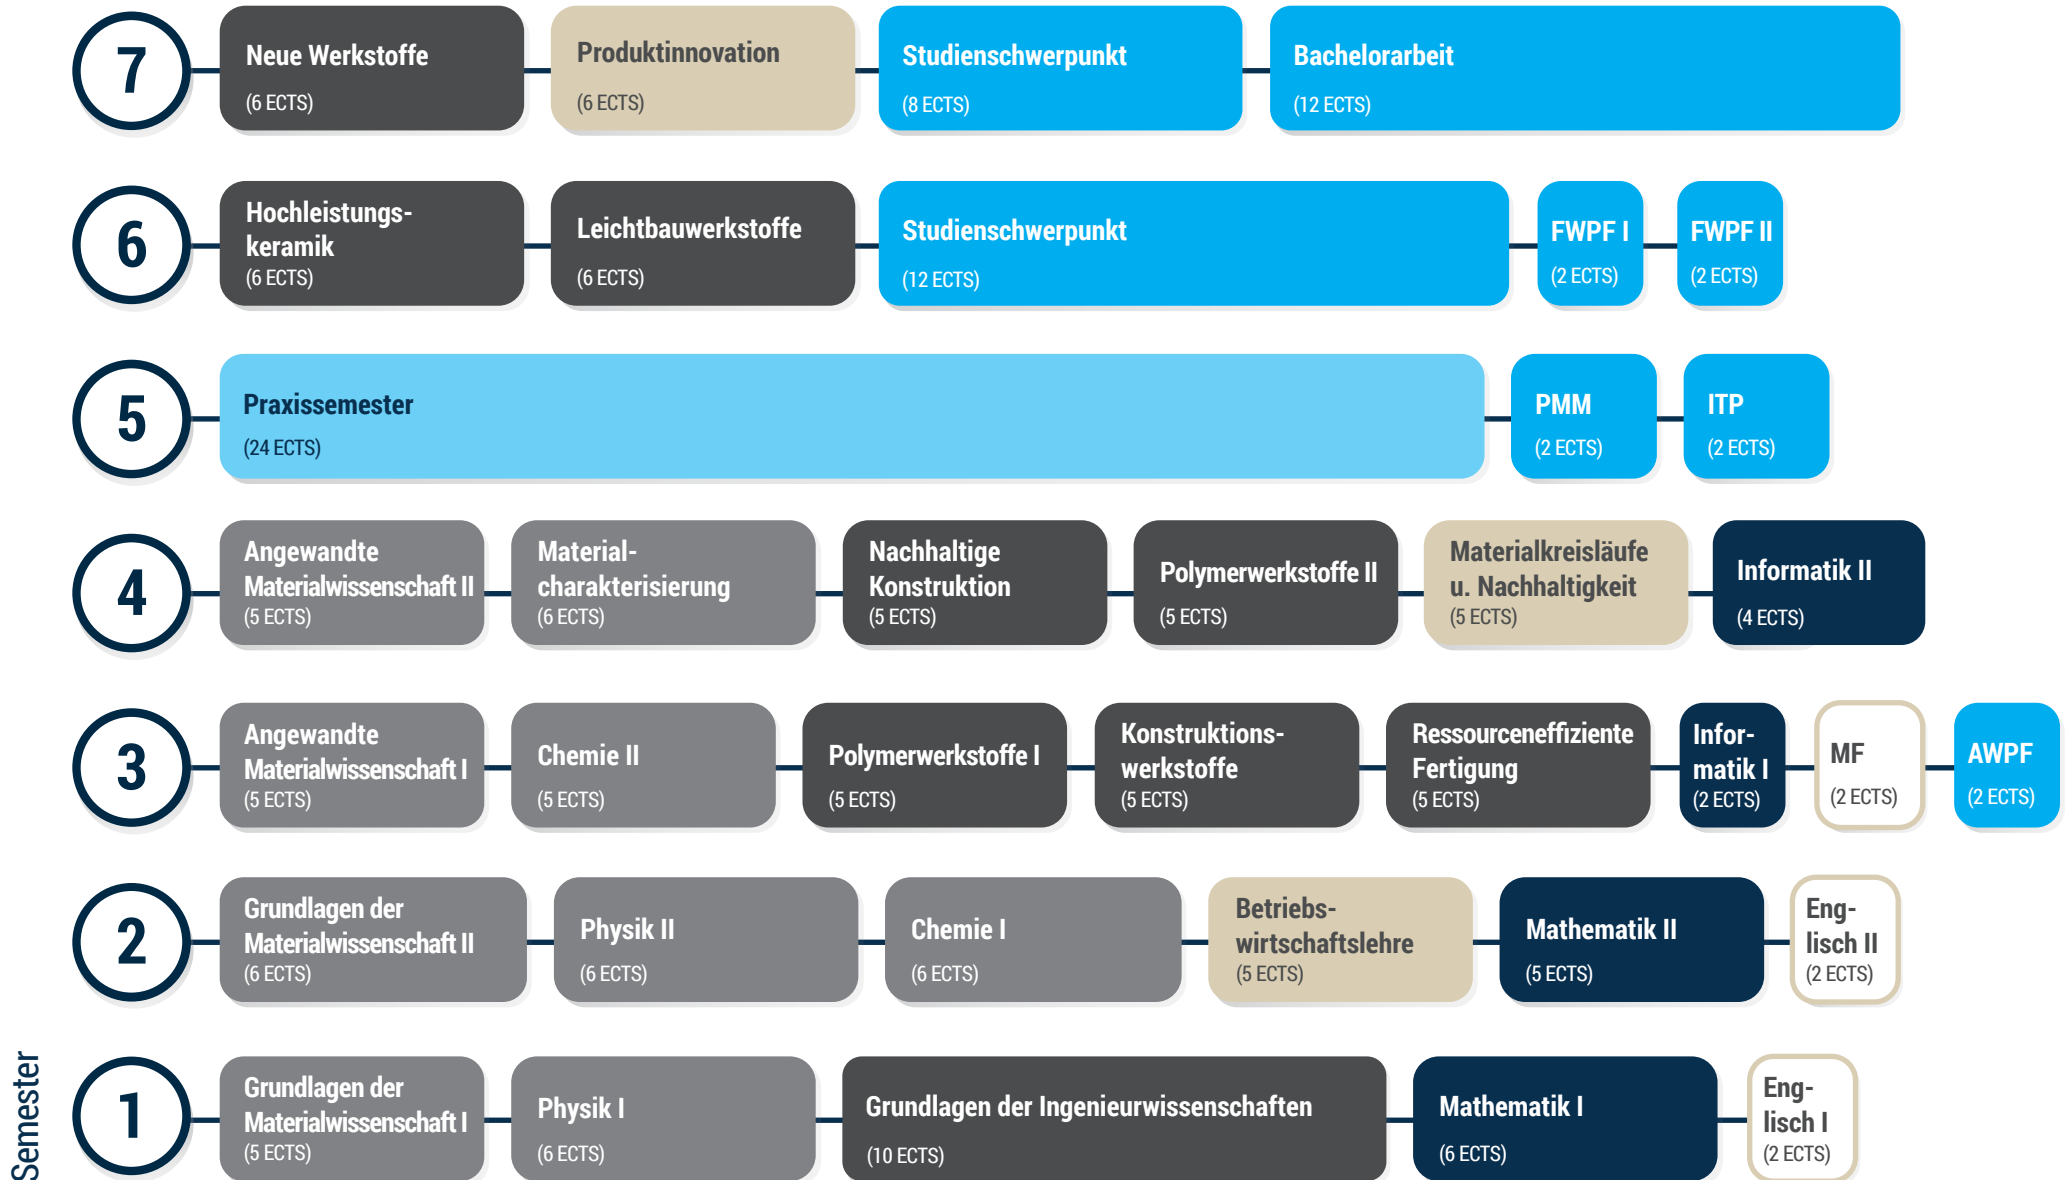 7
Neue Werkstoffe
(6 ECTS)
Produktinnovation
(6 ECTS)
Studienschwerpunkt
(8 ECTS)
Bachelorarbeit
(12 ECTS)
6
Hochleistungs-
keramik
(6 ECTS)
Leichtbauwerkstoffe
(6 ECTS)
Studienschwerpunkt
(12 ECTS)
FWPF I
(2 ECTS)
FWPF II
(2 ECTS)
5
Praxissemester
(24 ECTS)
PMM
(2 ECTS)
ITP
(2 ECTS)
4
Angewandte
Materialwissenschaft II
(5 ECTS)
Material-
charakterisierung
(6 ECTS)
Nachhaltige
Konstruktion
(5 ECTS)
Polymerwerkstoffe II
(5 ECTS)
Materialkreisläufe
u. Nachhaltigkeit
(5 ECTS)
Informatik II
(4 ECTS)
3
Angewandte
Materialwissenschaft I
(5 ECTS)
Chemie II
(5 ECTS)
Polymerwerkstoffe I
(5 ECTS)
Konstruktions-
werkstoffe
(5 ECTS)
Ressourceneffiziente
Fertigung
(5 ECTS)
Infor-
matik I
(2 ECTS)
MF
(2 ECTS)
AWPF
(2 ECTS)
2
Grundlagen der
Materialwissenschaft II
(6 ECTS)
Physik II
(6 ECTS)
Chemie I
(6 ECTS)
Betriebs-
wirtschaftslehre
(5 ECTS)
Mathematik II
(5 ECTS)
Eng-
lisch II
(2 ECTS)
Semester
1
Grundlagen der
Materialwissenschaft I
(5 ECTS)
Physik I
(6 ECTS)
Grundlagen der Ingenieurwissenschaften
(10 ECTS)
Mathematik I
(6 ECTS)
Eng-
lisch I
(2 ECTS)